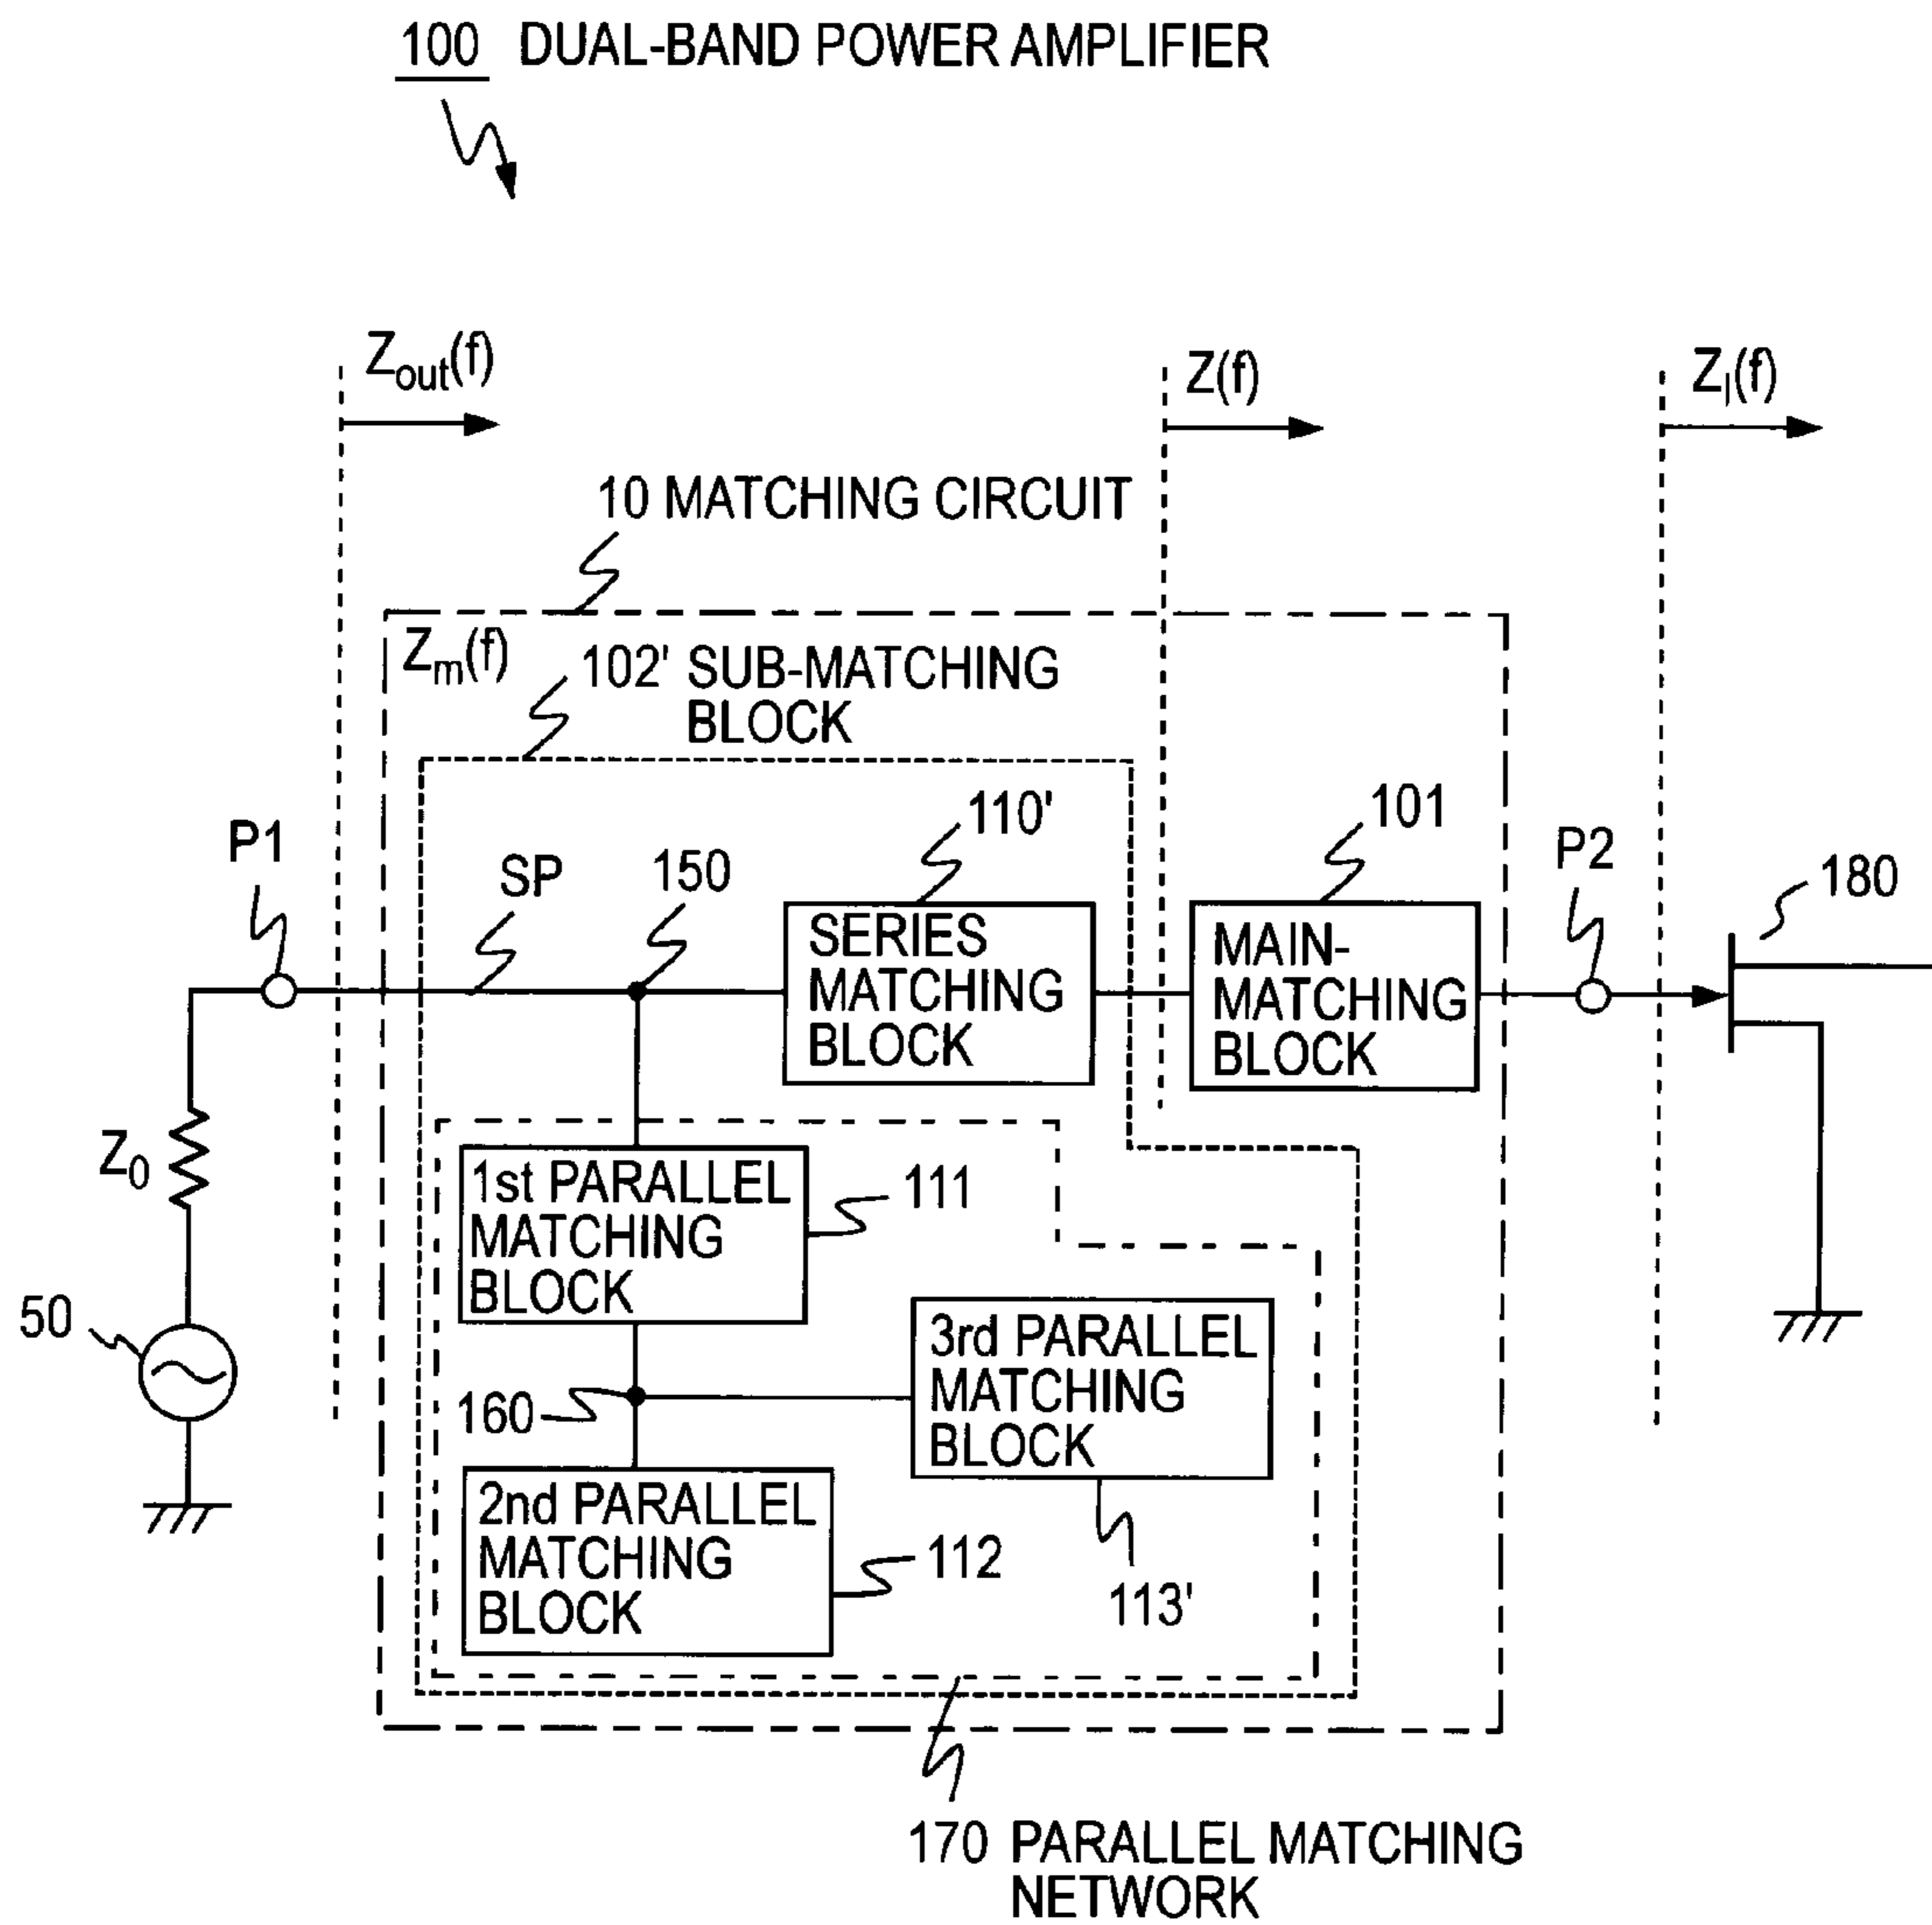 100 DUAL-BAND POWER AMPLIFIER
Zout(f)
Z(f)
Zl(f)
10 MATCHING CIRCUIT
Zm(f)
102' SUB-MATCHING
BLOCK
110'
101
P1
SP
150
P2
180
SERIES
MATCHING
BLOCK
MAIN-
MATCHING
BLOCK
Z0
1st PARALLEL
MATCHING
BLOCK
111
50
3rd PARALLEL
MATCHING
BLOCK
160
2nd PARALLEL
MATCHING
BLOCK
112
113'
170 PARALLEL MATCHING
NETWORK